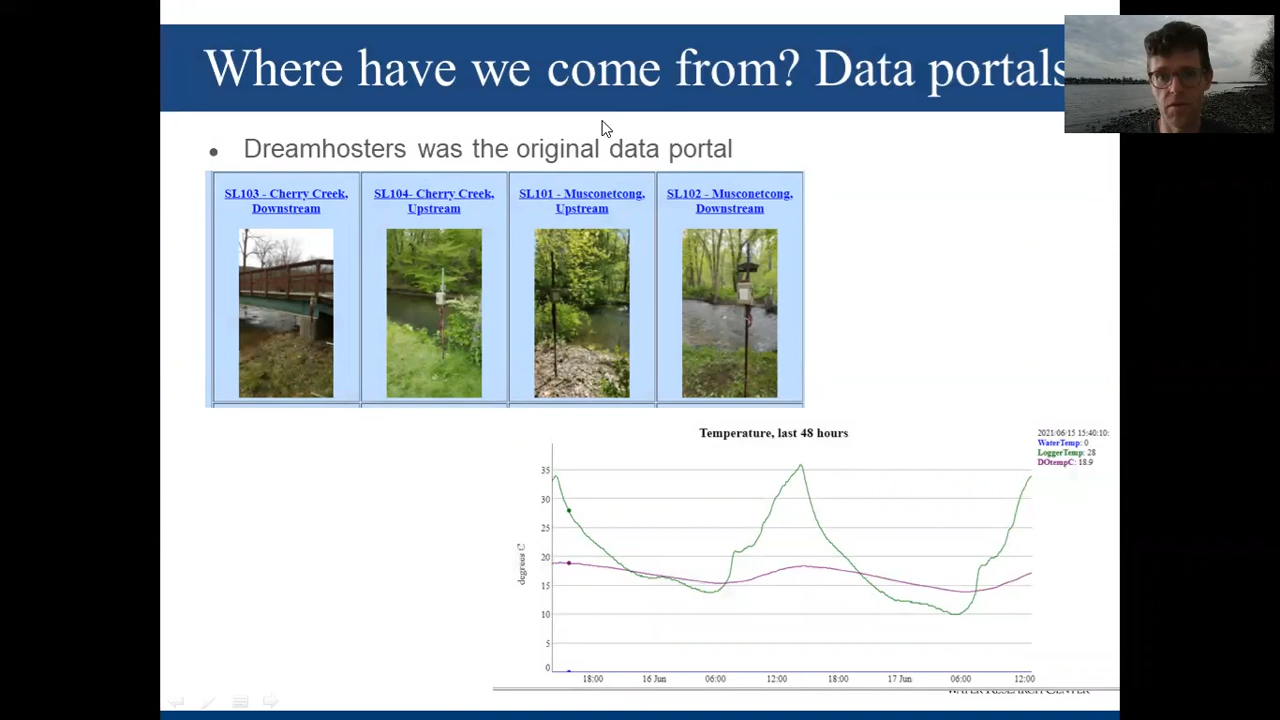 Where have we come from? Data portals
• Dreamhosters was the original data portal
SL103 - Cherry Creek,
Downstream
SL104- Cherry Creek,
Upstream
SL101 - Musconetcong,
Upstream
SL102 - Musconetcong,
Downstream
Temperature, last 48 hours
2021/06/15 15:40:10:
WaterTemp: 0
LoggerTemp: 28
DOtempC: 18.9
degrees C
35
30
25
20
15
10
5
0
18:00 16 Jun 06:00 12:00 18:00 17 Jun 06:00 12:00
WATER RESEARCH CENTER